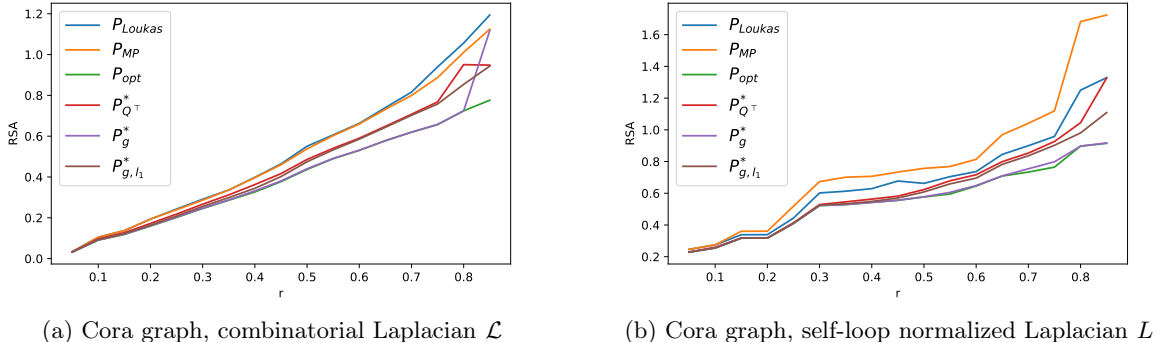 P_Loukas
P_MP
P_opt
P*_Q⊤
P*_g
P*_g,l₁
RSA
1.2
1.0
0.8
0.6
0.4
0.2
0.0
0.1 0.2 0.3 0.4 0.5 0.6 0.7 0.8
r
(a) Cora graph, combinatorial Laplacian ℒ
P_Loukas
P_MP
P_opt
P*_Q⊤
P*_g
P*_g,l₁
RSA
1.6
1.4
1.2
1.0
0.8
0.6
0.4
0.2
0.1 0.2 0.3 0.4 0.5 0.6 0.7 0.8
r
(b) Cora graph, self-loop normalized Laplacian L